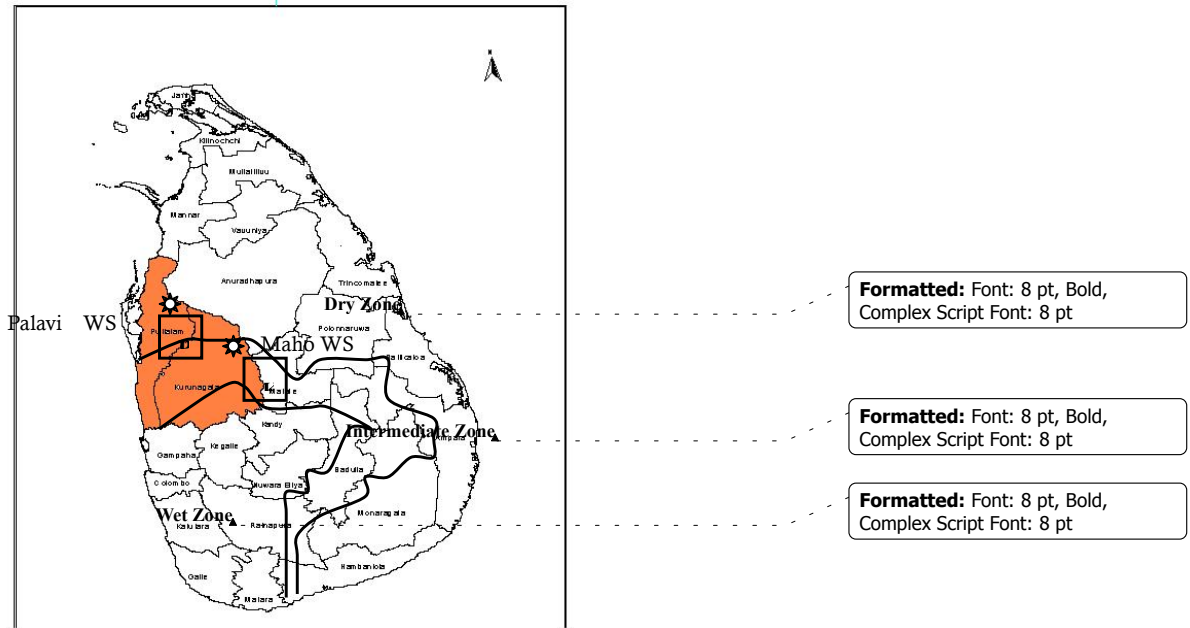 Kilinochchi
Mannar
Vavuniya
Anuradhapura
Trincomalee
Dry Zone
Formatted: Font: 8 pt, Bold,
Complex Script Font: 8 pt
Palavi WS
Puttalam
Polonnaruwa
Maho WS
Batticaloa
Kurunagala
Matale
Formatted: Font: 8 pt, Bold,
Complex Script Font: 8 pt
Kandy
Intermediate Zone
Ampara
Kegalle
Gampaha
Badulla
Colombo
Nuwara Eliya
Formatted: Font: 8 pt, Bold,
Complex Script Font: 8 pt
Wet Zone
Monaragala
Kalutara
Ratnapura
Hambantota
Galle
Matara